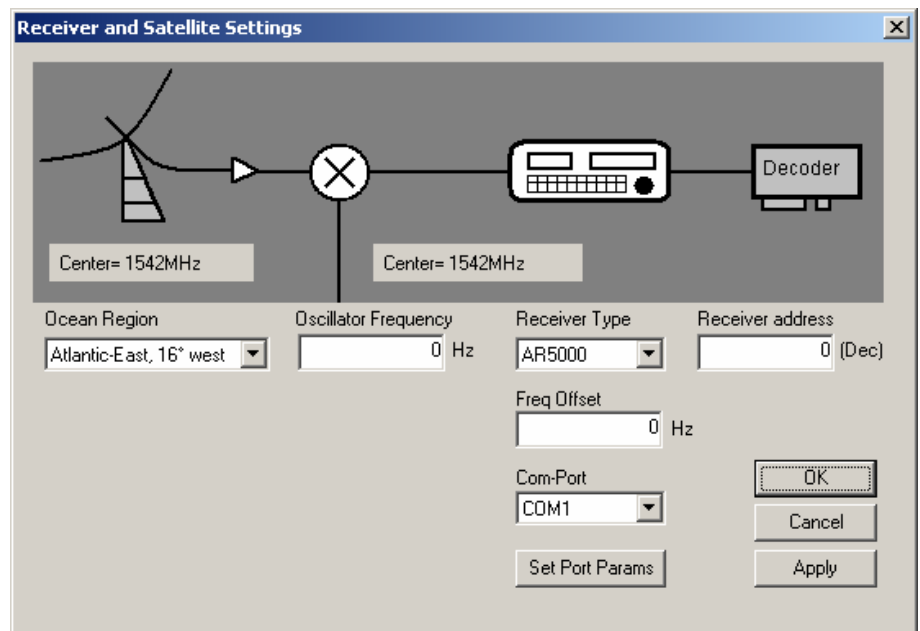 Receiver and Satellite Settings
Decoder
Center= 1542MHz
Center= 1542MHz
Ocean Region
Oscillator Frequency
Receiver Type
Receiver address
Atlantic-East, 16° west
0 Hz
AR5000
0 (Dec)
Freq Offset
0 Hz
Com-Port
COM1
OK
Cancel
Set Port Params
Apply